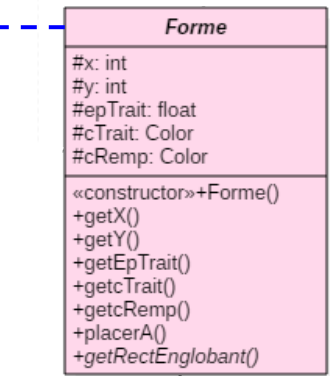 Forme
#x: int
#y: int
#epTrait: float
#cTrait: Color
#cRemp: Color
«constructor»+Forme()
+getX()
+getY()
+getEpTrait()
+getcTrait()
+getcRemp()
+placerA()
+getRectEnglobant()